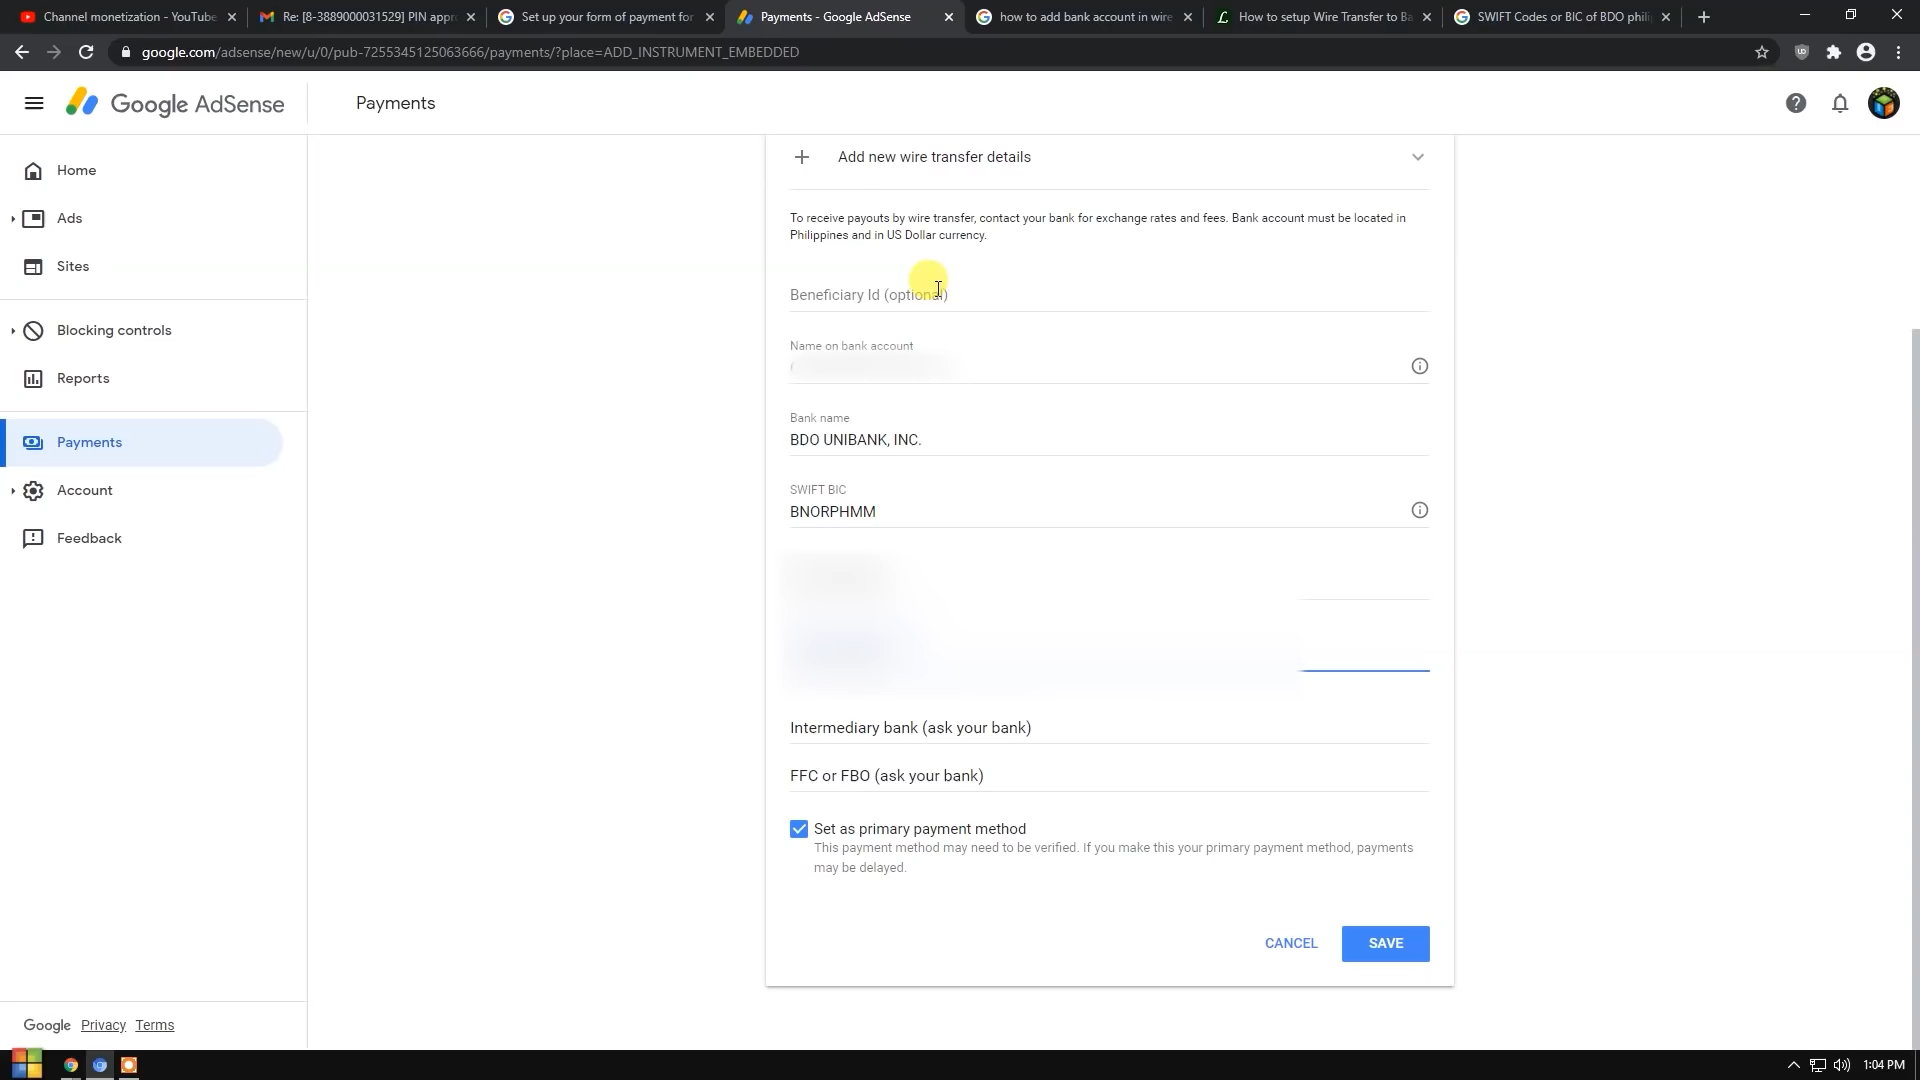 Channel monetization - YouTube
Re: [8-3889000031529] PIN appr
Set up your form of payment for
Payments - Google AdSense
how to add bank account in wire
How to setup Wire Transfer to Ba
SWIFT Codes or BIC of BDO phili
google.com/adsense/new/u/0/pub-7255345125063666/payments/?place=ADD_INSTRUMENT_EMBEDDED
Google AdSense
Payments
Home
Ads
Sites
Blocking controls
Reports
Payments
Account
Feedback
Add new wire transfer details
To receive payouts by wire transfer, contact your bank for exchange rates and fees. Bank account must be located in
Philippines and in US Dollar currency.
Beneficiary Id (optional)
Name on bank account
Bank name
BDO UNIBANK, INC.
SWIFT BIC
BNORPHMM
Intermediary bank (ask your bank)
FFC or FBO (ask your bank)
Set as primary payment method
This payment method may need to be verified. If you make this your primary payment method, payments
may be delayed.
CANCEL
SAVE
Google Privacy Terms
1:04 PM